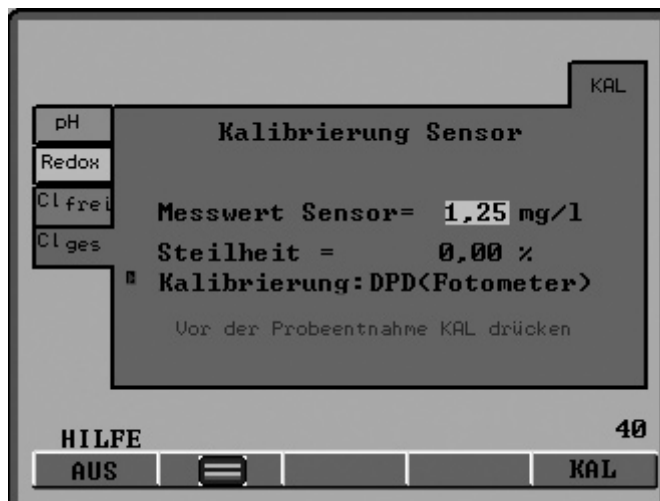 KAL
pH
Kalibrierung Sensor
Redox
Cl frei
Messwert Sensor= 1,25 mg/l
Cl ges
Steilheit = 0,00 %
Kalibrierung:DPD(Fotometer)
Vor der Probeentnahme KAL drücken
40
HILFE
AUS
KAL